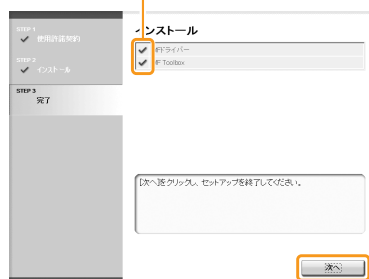 STEP 1
使用許諾契約
STEP 2
インストール
STEP 3
完了
インストール
MFドライバー
MF Toolbox
[次へ]をクリックし、セットアップを終了してください。
次へ